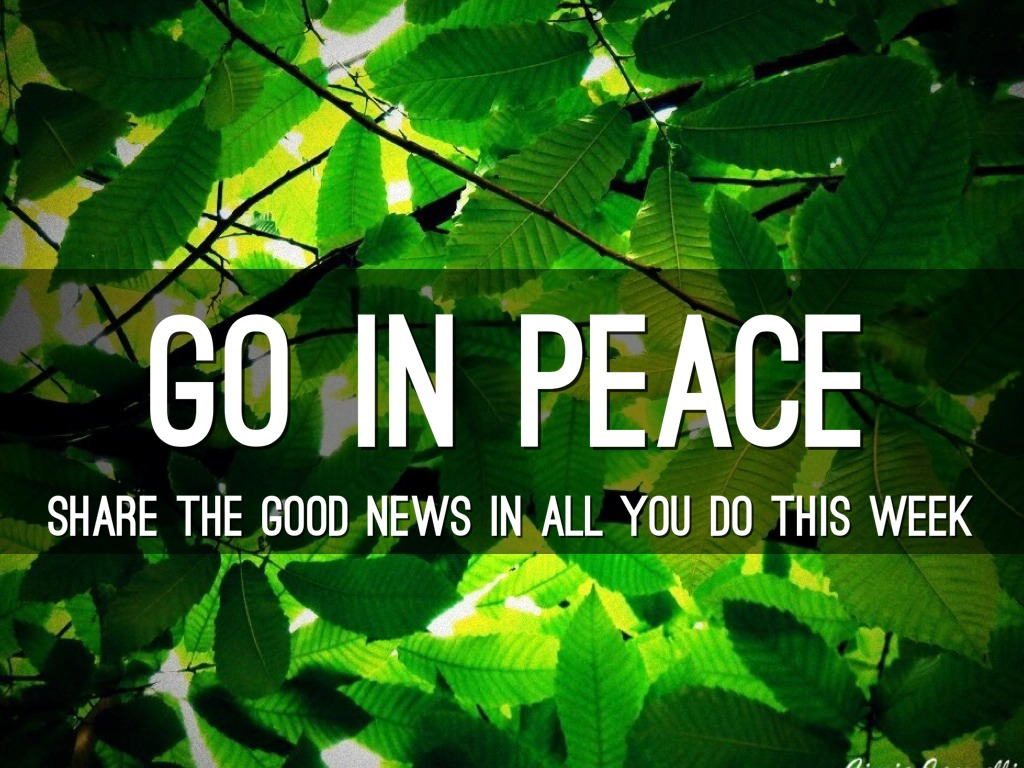 GO IN PEACE
SHARE THE GOOD NEWS IN ALL YOU DO THIS WEEK